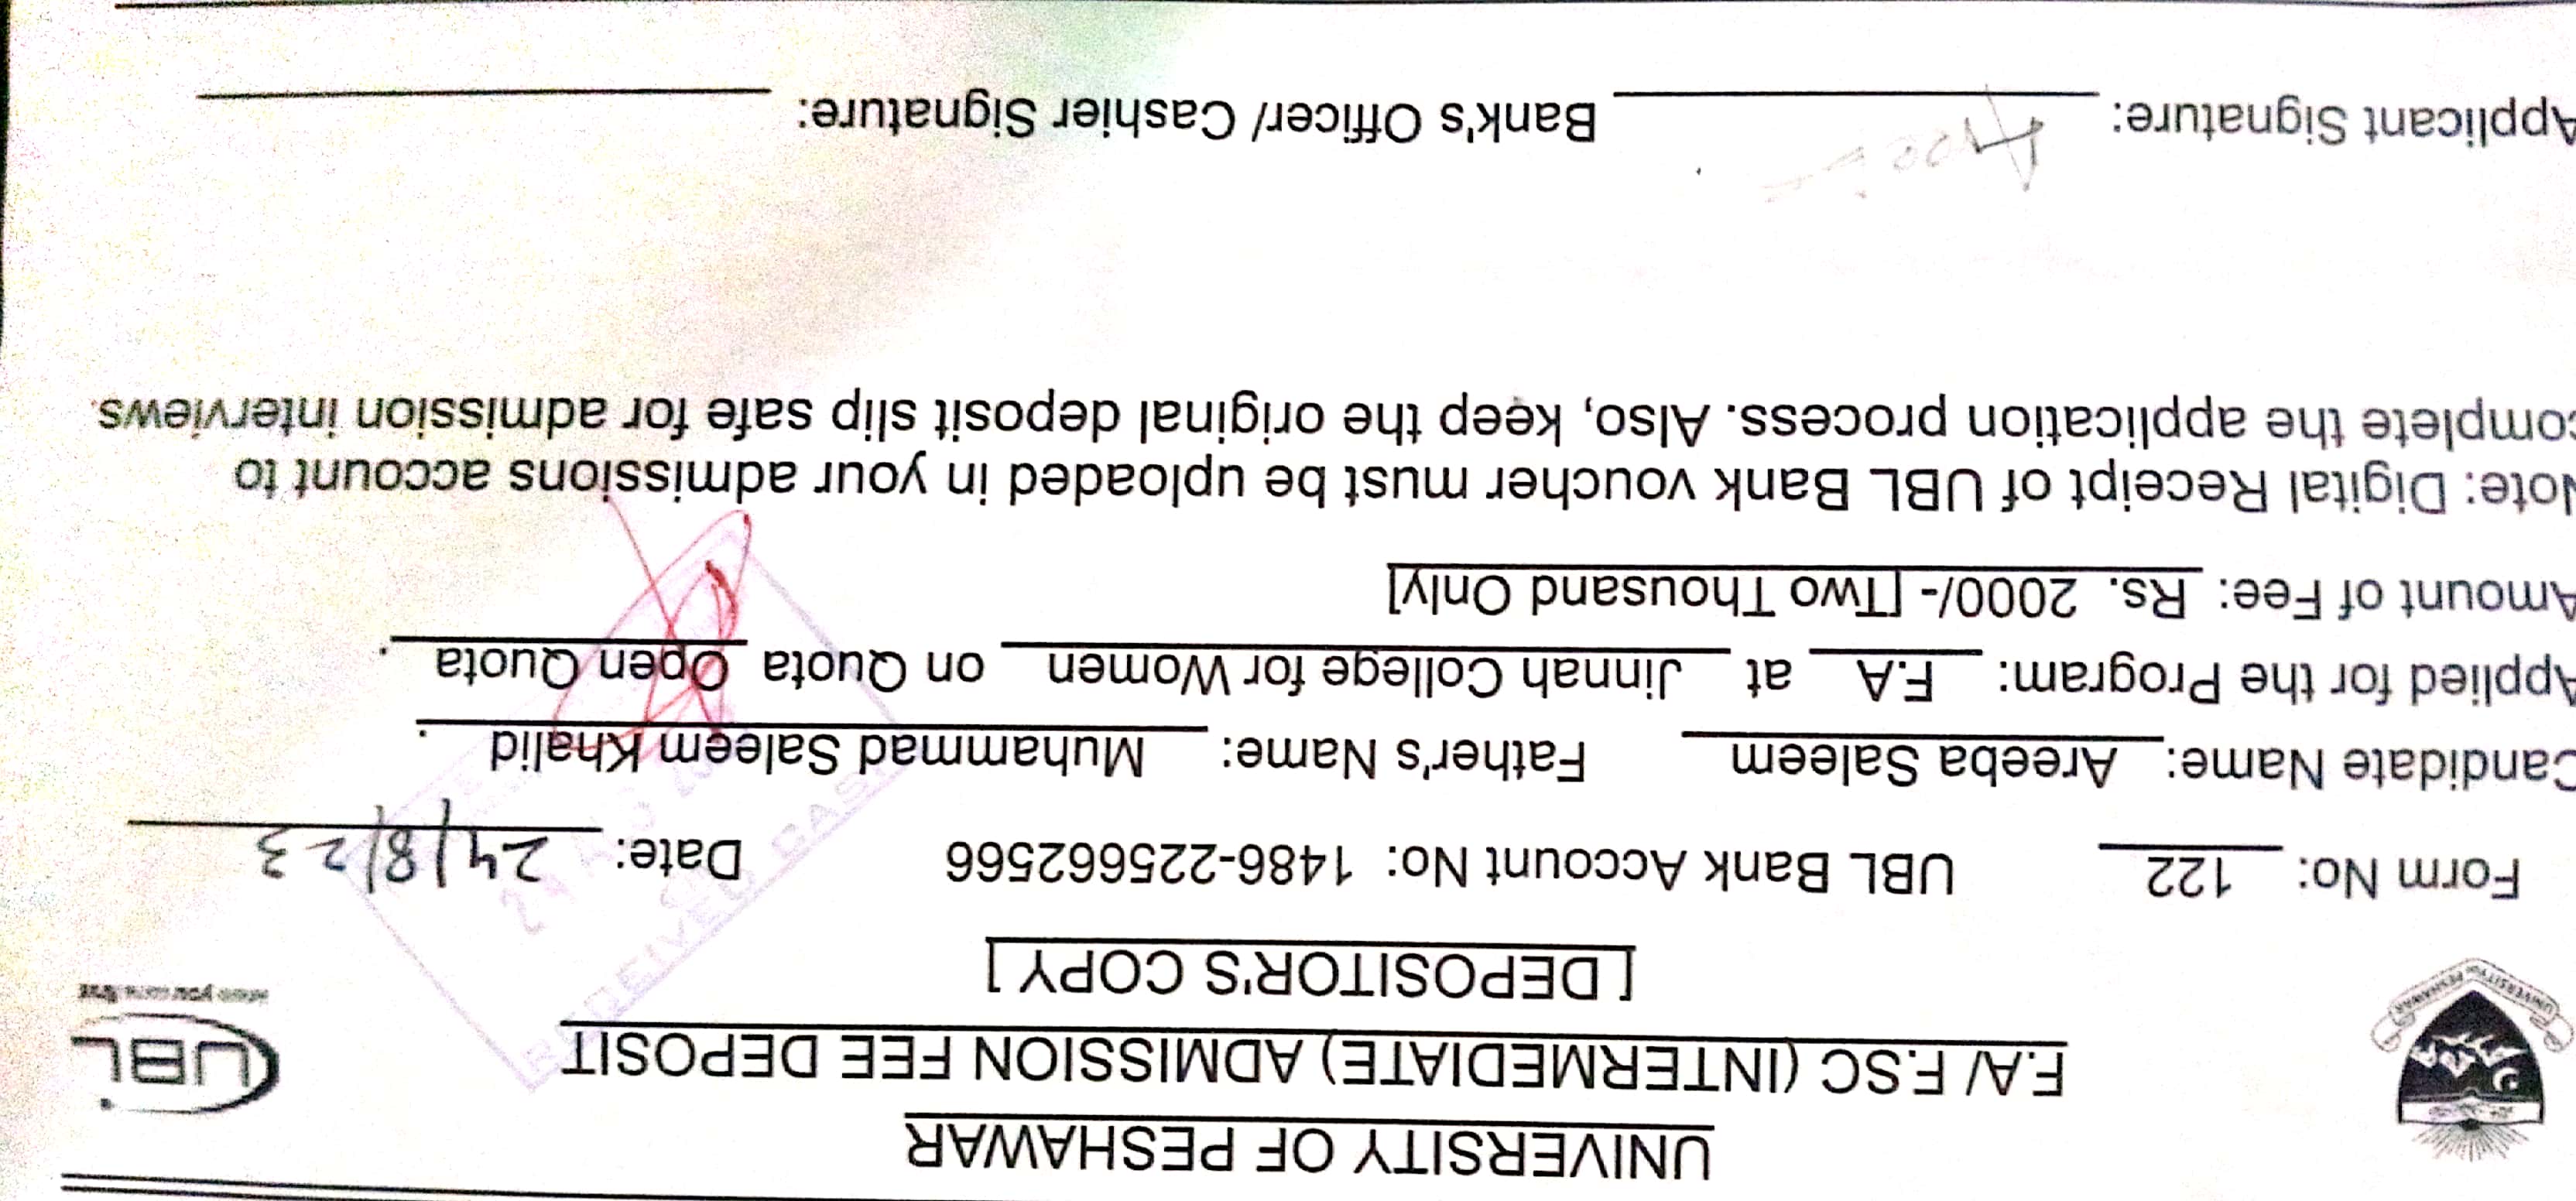 UNIVERSITY OF PESHAWAR
F.A/ F.SC (INTERMEDIATE) ADMISSION FEE DEPOSIT
[ DEPOSITOR'S COPY ]
UNIVERSITY OF PESHAWAR
UBL
where you come first
Form No: 122 UBL Bank Account No: 1486-225662566 Date: 24/8/23
Candidate Name: Areeba Saleem Father's Name: Muhammad Saleem Khalid .
Applied for the Program: F.A at Jinnah College for Women on Quota Open Quota .
Amount of Fee: Rs. 2000/- [Two Thousand Only]
Note: Digital Receipt of UBL Bank voucher must be uploaded in your admissions account to
complete the application process. Also, keep the original deposit slip safe for admission interviews.
Applicant Signature: Bank's Officer/ Cashier Signature:
RECEIVED CASH